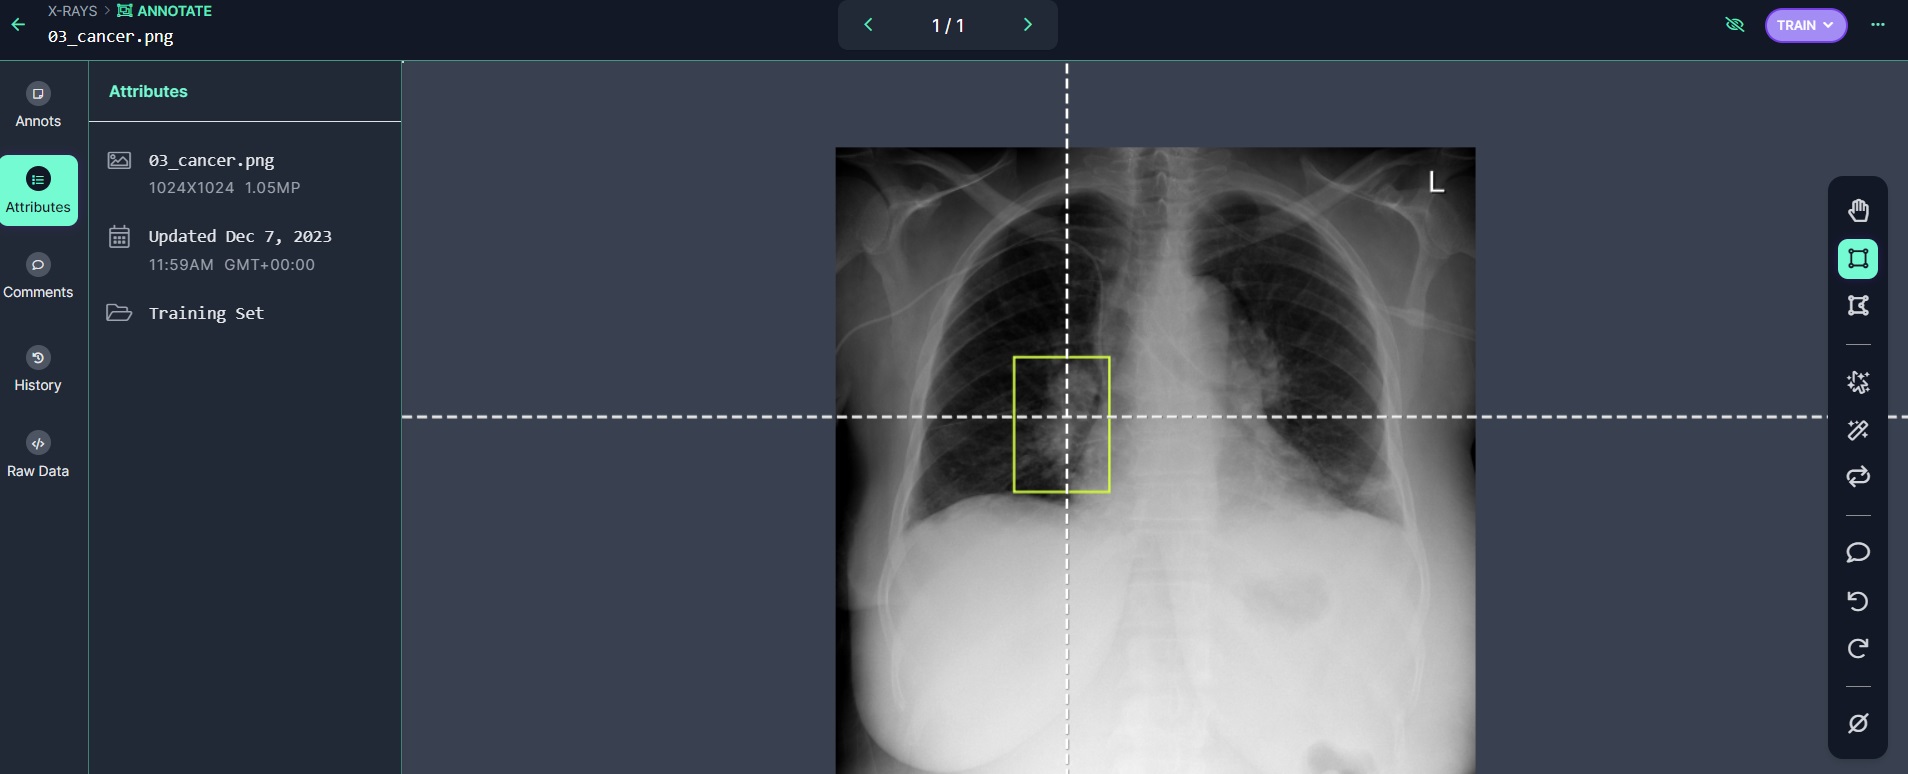 X-RAYS > ANNOTATE
03_cancer.png
1 / 1
TRAIN
Annots
Attributes
Comments
History
Raw Data
Attributes
03_cancer.png
1024X1024 1.05MP
Updated Dec 7, 2023
11:59AM GMT+00:00
Training Set
L